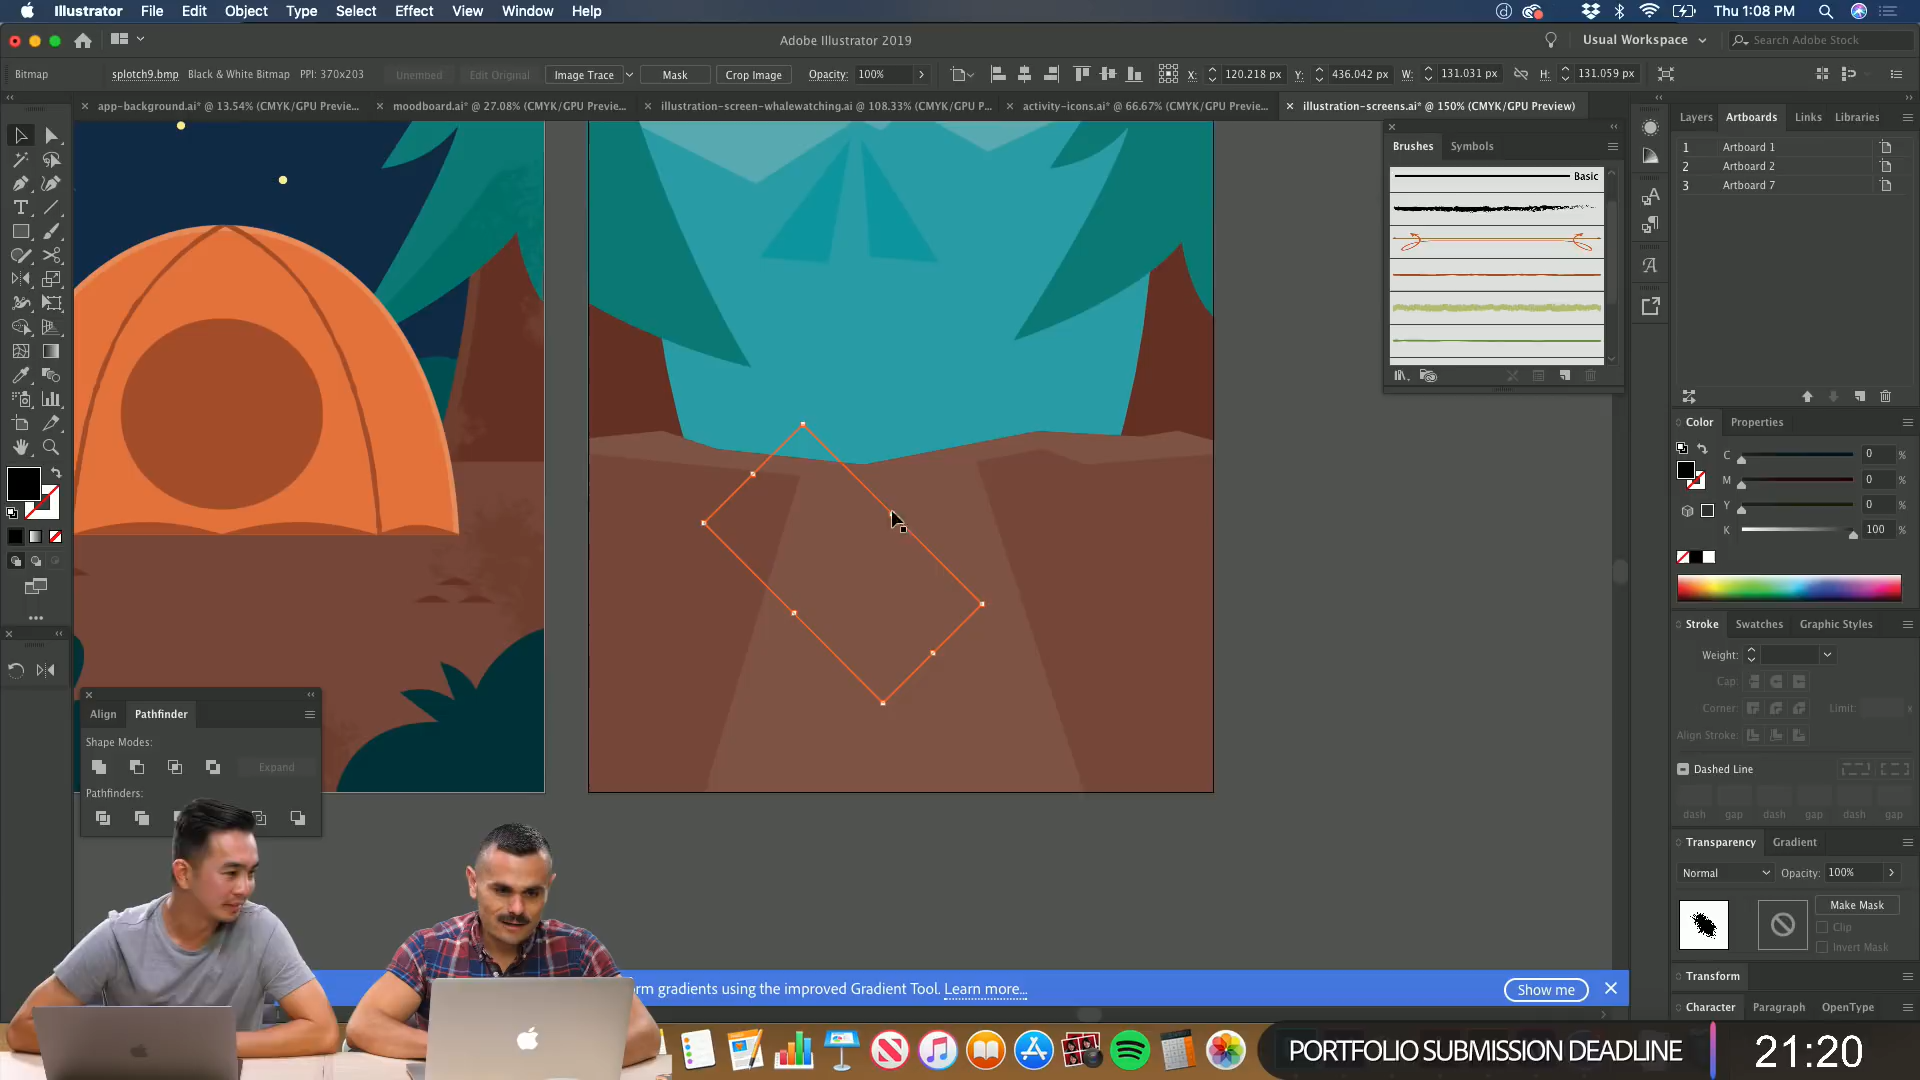 Illustrator File Edit Object Type Select Effect View Window Help Thu 1:08 PM
Adobe Illustrator 2019 Usual Workspace Search Adobe Stock
Bitmap splotch9.bmp Black & White Bitmap PPI: 370x203 Unembed Edit Original Image Trace Mask Crop Image Opacity: 100% X: 120.218 px Y: 436.042 px W: 131.031 px H: 131.059 px
app-background.ai* @ 13.54% (CMYK/GPU Previe... moodboard.ai* @ 27.08% (CMYK/GPU Previe... illustration-screen-whalewatching.ai @ 108.33% (CMYK/GPU P... activity-icons.ai* @ 66.67% (CMYK/GPU Previe... illustration-screens.ai* @ 150% (CMYK/GPU Preview)
Layers Artboards Links Libraries
Brushes Symbols
1 Artboard 1
2 Artboard 2
3 Artboard 7
Basic
Color Properties
C 0 %
M 0 %
Y 0 %
K 100 %
Stroke Swatches Graphic Styles
Weight:
Cap:
Corner: Limit: x
Align Stroke:
Dashed Line
dash gap dash gap dash gap
Align Pathfinder
Shape Modes:
Expand
Pathfinders:
Transparency Gradient
Normal Opacity: 100%
Make Mask
Clip
Invert Mask
Transform
Character Paragraph OpenType
rm gradients using the improved Gradient Tool. Learn more... Show me
PORTFOLIO SUBMISSION DEADLINE 21:20